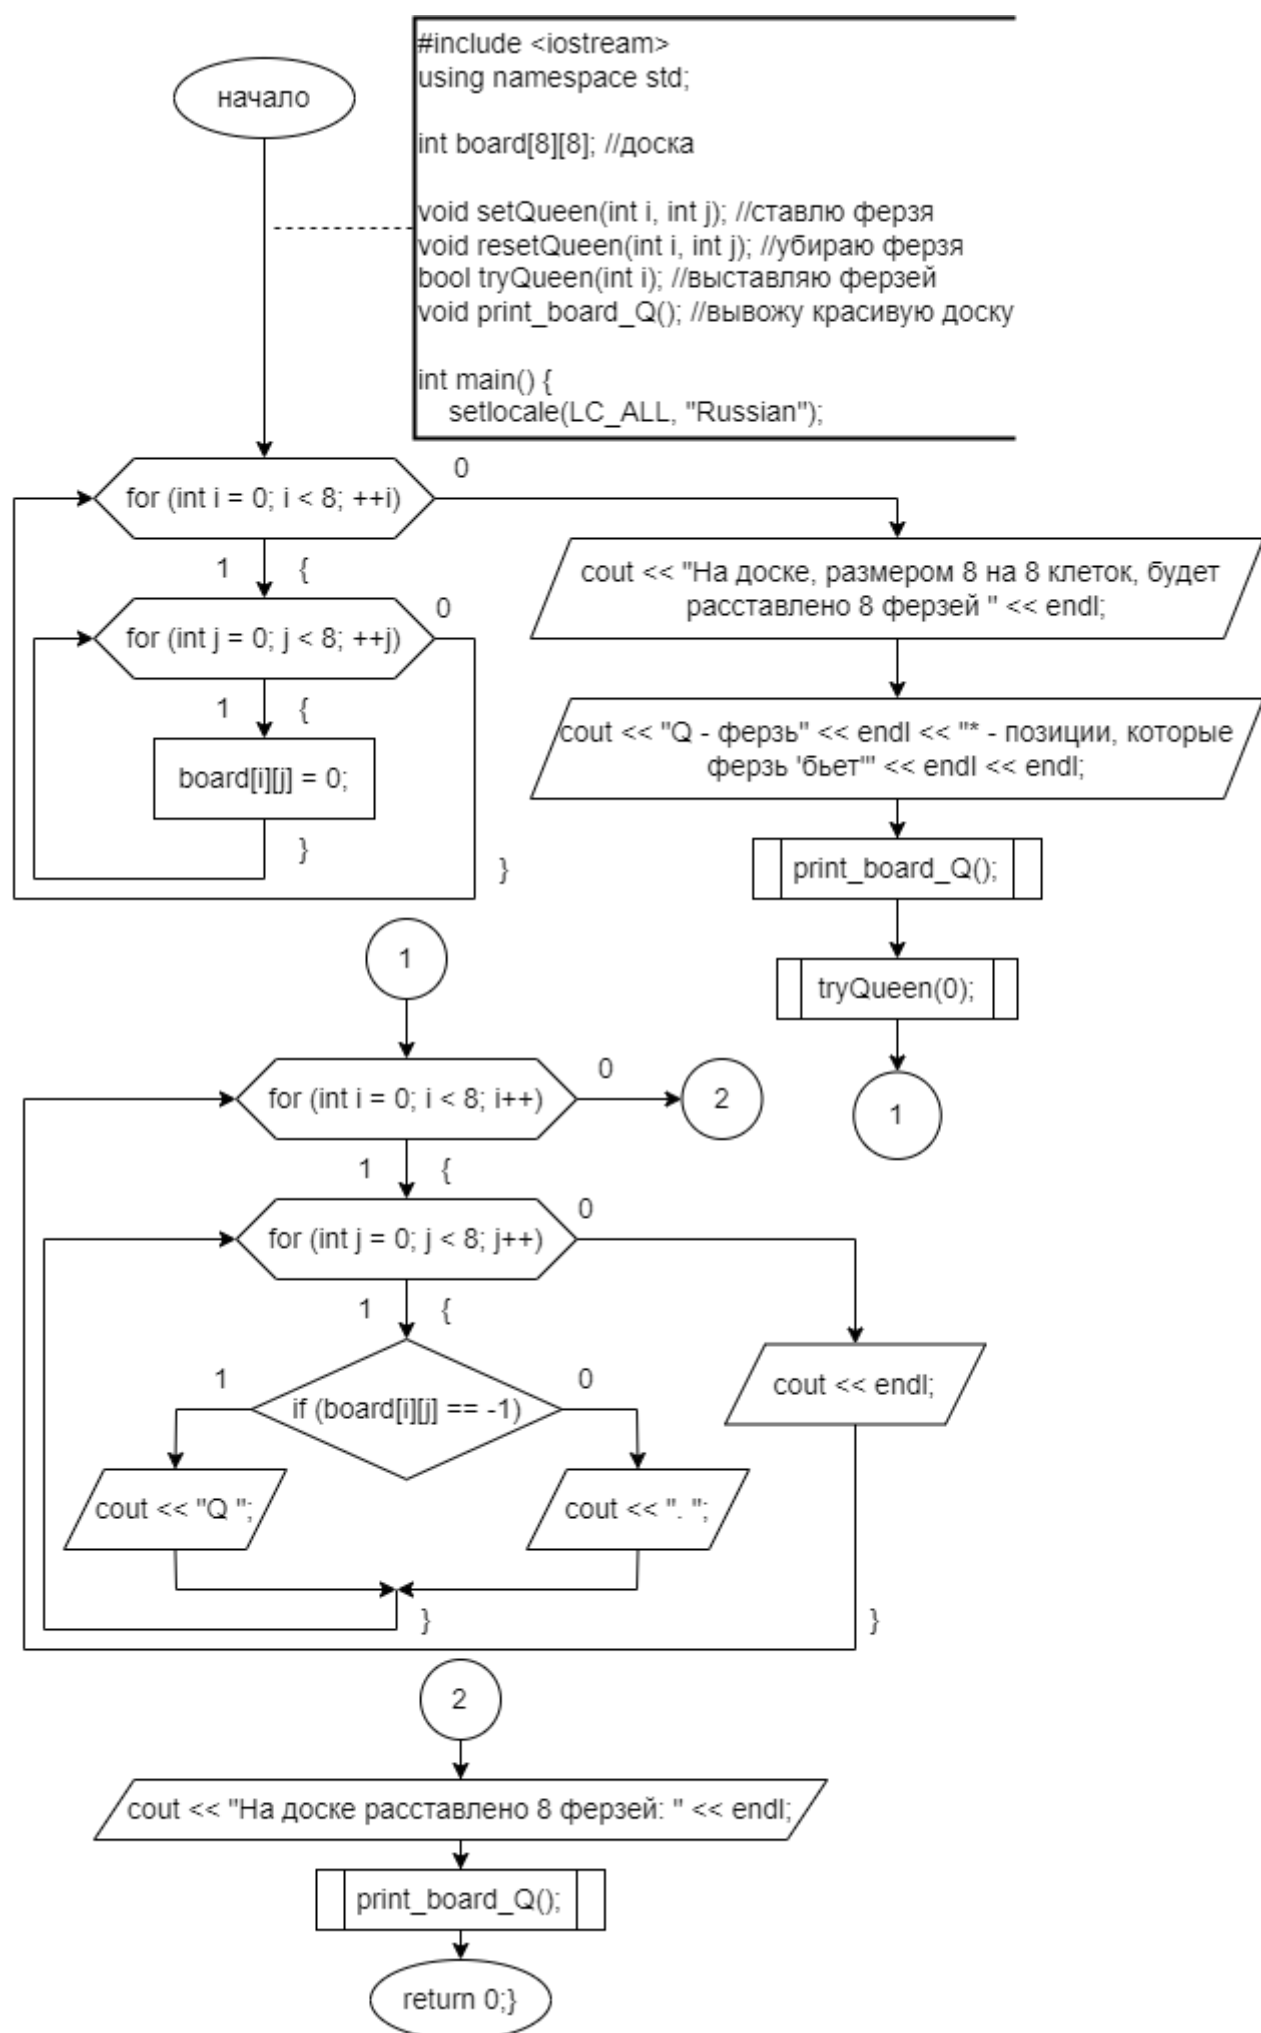 начало
#include <iostream>
using namespace std;
int board[8][8]; //доска
void setQueen(int i, int j); //ставлю ферзя
void resetQueen(int i, int j); //убираю ферзя
bool tryQueen(int i); //выставляю ферзей
void print_board_Q(); //вывожу красивую доску
int main() {
setlocale(LC_ALL, "Russian");
for (int i = 0; i < 8; ++i)
0
1 {
for (int j = 0; j < 8; ++j)
0
1 {
board[i][j] = 0;
}
}
cout << "На доске, размером 8 на 8 клеток, будет
расставлено 8 ферзей " << endl;
cout << "Q - ферзь" << endl << "* - позиции, которые
ферзь 'бьет'" << endl << endl;
print_board_Q();
tryQueen(0);
1
1
for (int i = 0; i < 8; i++)
0
2
1 {
for (int j = 0; j < 8; j++)
0
1 {
if (board[i][j] == -1)
1
0
cout << "Q ";
cout << ". ";
}
cout << endl;
}
2
cout << "На доске расставлено 8 ферзей: " << endl;
print_board_Q();
return 0;}